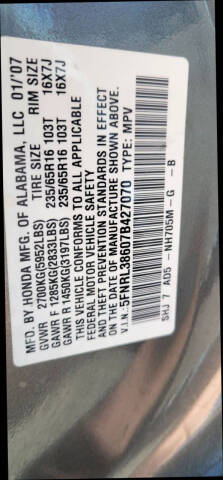 MFD. BY HONDA MFG. OF ALABAMA, LLC 01/'07
GVWR 2700KG(5952LBS) TIRE SIZE RIM SIZE
GAWR F 1285KG(2833LBS) 235/65R16 103T 16X7J
GAWR R 1450KG(3197LBS) 235/65R16 103T 16X7J
THIS VEHICLE CONFORMS TO ALL APPLICABLE
FEDERAL MOTOR VEHICLE SAFETY
AND THEFT PREVENTION STANDARDS IN EFFECT
ON THE DATE OF MANUFACTURE SHOWN ABOVE.
V.I.N.: 5FNRL38607B427070 TYPE: MPV
SHJ 7 A05 -NH705M-G -B